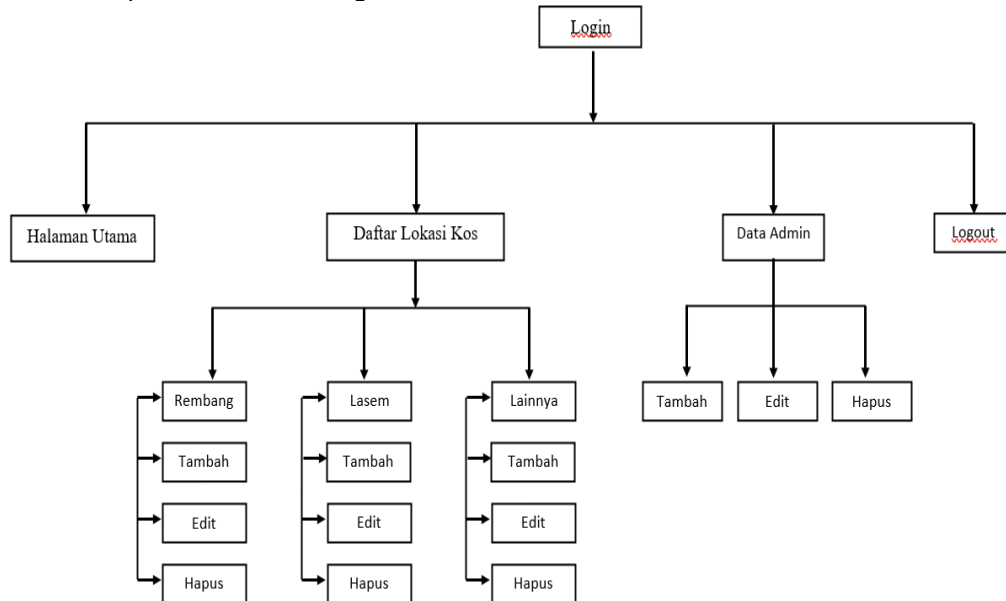 Login
Halaman Utama
Daftar Lokasi Kos
Data Admin
Logout
Rembang
Lasem
Lainnya
Tambah
Edit
Hapus
Tambah
Tambah
Tambah
Edit
Edit
Edit
Hapus
Hapus
Hapus